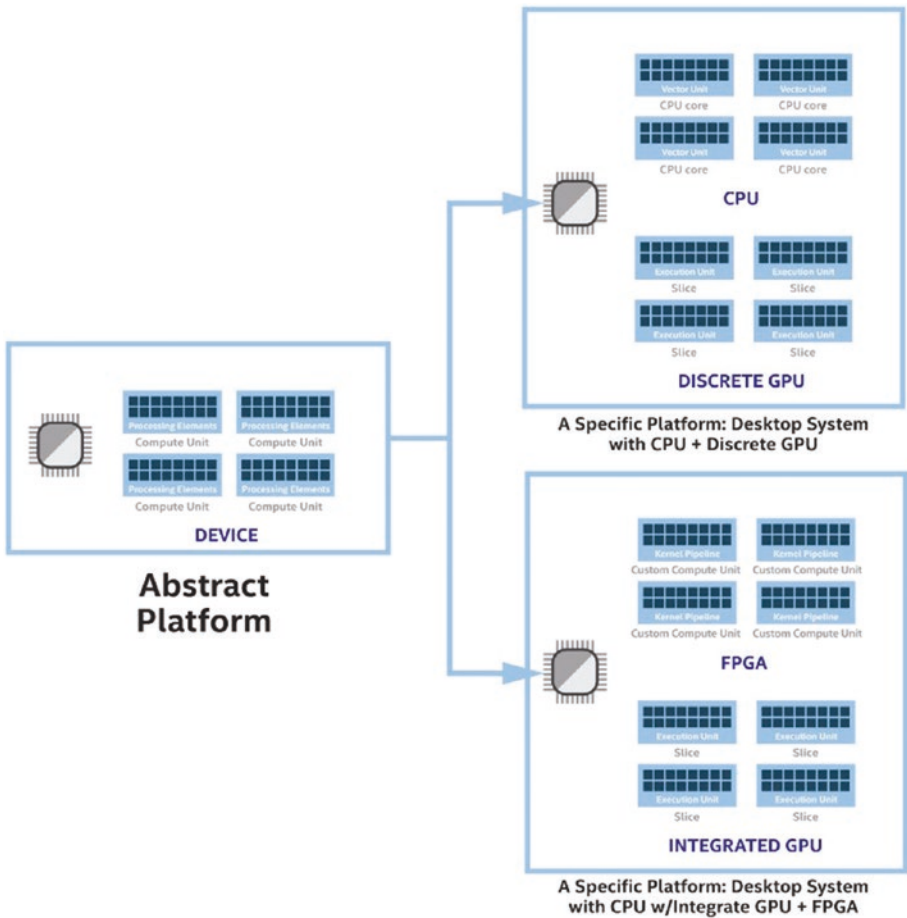 Vector Unit Vector Unit
CPU core CPU core
Vector Unit Vector Unit
CPU core CPU core
CPU
Execution Unit Execution Unit
Slice Slice
Execution Unit Execution Unit
Slice Slice
DISCRETE GPU
A Specific Platform: Desktop System
with CPU + Discrete GPU
Processing Elements Processing Elements
Compute Unit Compute Unit
Processing Elements Processing Elements
Compute Unit Compute Unit
DEVICE
Abstract
Platform
Kernel Pipeline Kernel Pipeline
Custom Compute Unit Custom Compute Unit
Kernel Pipeline Kernel Pipeline
Custom Compute Unit Custom Compute Unit
FPGA
Execution Unit Execution Unit
Slice Slice
Execution Unit Execution Unit
Slice Slice
INTEGRATED GPU
A Specific Platform: Desktop System
with CPU w/Integrate GPU + FPGA